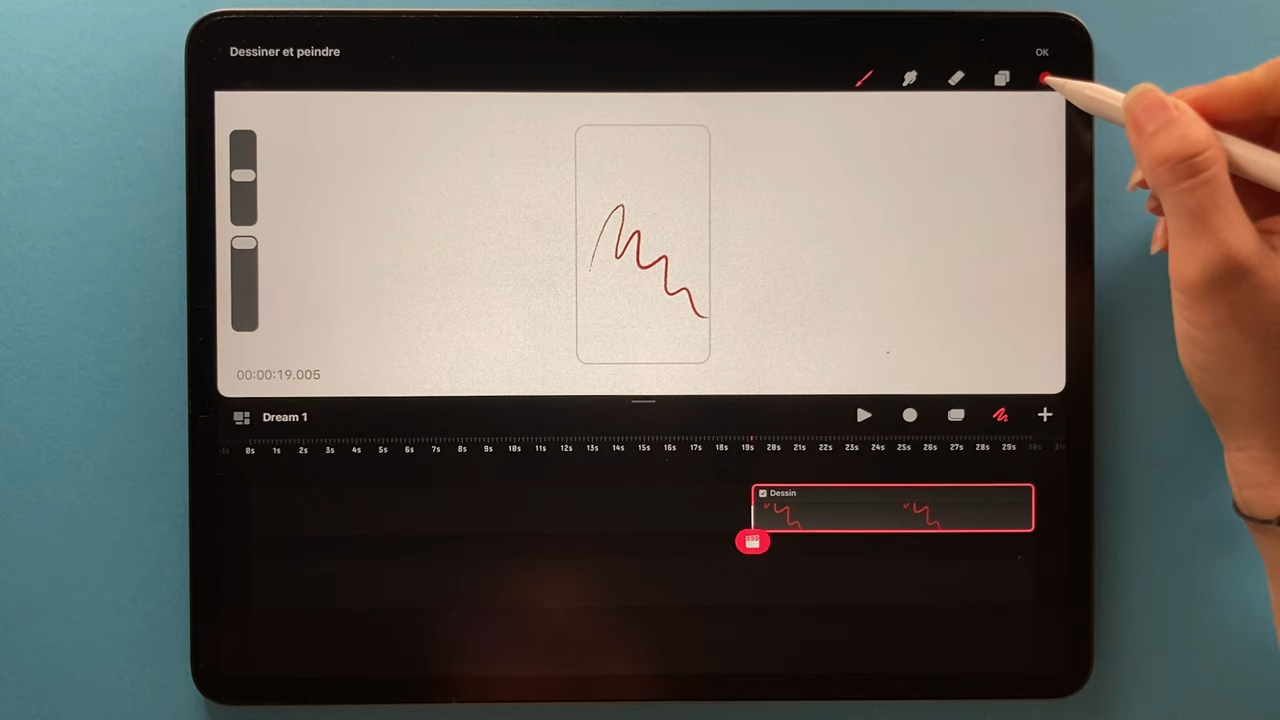 Dessiner et peindre
OK
00:00:19.005
Dream 1
-1s 0s 1s 2s 3s 4s 5s 6s 7s 8s 9s 10s 11s 12s 13s 14s 15s 16s 17s 18s 19s 20s 21s 22s 23s 24s 25s 26s 27s 28s 29s 30s
Dessin